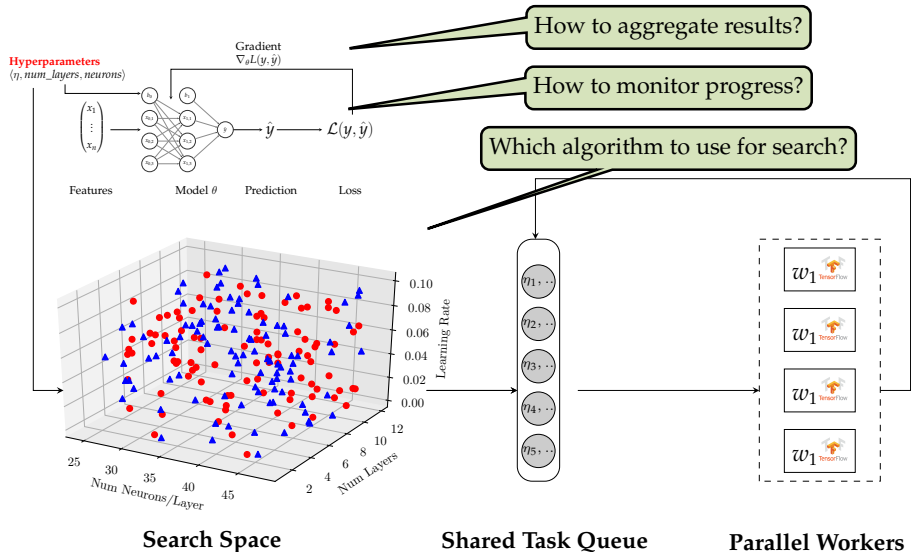 How to aggregate results?
Gradient
∇θL(y, ŷ)
Hyperparameters
⟨η, num_layers, neurons⟩
How to monitor progress?
b₀
b₁
x₁
⋮
xₙ
x₀,₁
x₁,₁
x₀,₂
x₁,₂
x₀,₃
x₁,₃
ŷ
ŷ
ℒ(y, ŷ)
Which algorithm to use for search?
Features
Model θ
Prediction
Loss
η₁, ··
η₂, ··
η₃, ··
η₄, ··
η₅, ··
w₁ TensorFlow
w₁ TensorFlow
w₁ TensorFlow
w₁ TensorFlow
0.10
0.08
0.06
0.04
0.02
0.00
Learning Rate
25
30
35
40
45
Num Neurons/Layer
2
4
6
8
10
12
Num Layers
Search Space
Shared Task Queue
Parallel Workers